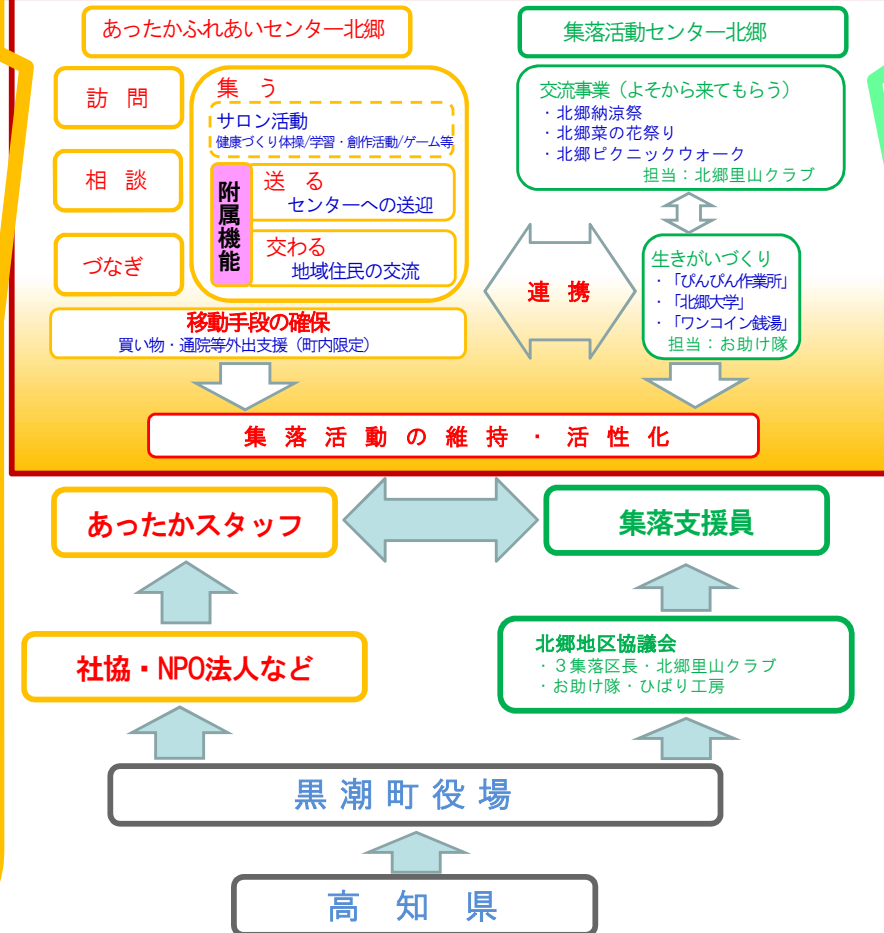 あったかふれあいセンター北郷
訪 問
相 談
づなぎ
集 う
サロン活動
健康づくり体操/学習・創作活動/ゲーム等
附属機能
送 る
センターへの送迎
交わる
地域住民の交流
移動手段の確保
買い物・通院等外出支援（町内限定）
集落活動センター北郷
交流事業（よそから来てもらう）
・北郷納涼祭
・北郷菜の花祭り
・北郷ピクニックウォーク
担当：北郷里山クラブ
連 携
生きがいづくり
・「ぴんぴん作業所」
・「北郷大学」
・「ワンコイン銭湯」
担当：お助け隊
集 落 活 動 の 維 持 ・ 活 性 化
あったかスタッフ
集落支援員
社協・NPO法人など
北郷地区協議会
・３集落区長・北郷里山クラブ
・お助け隊・ひばり工房
黒 潮 町 役 場
高 知 県